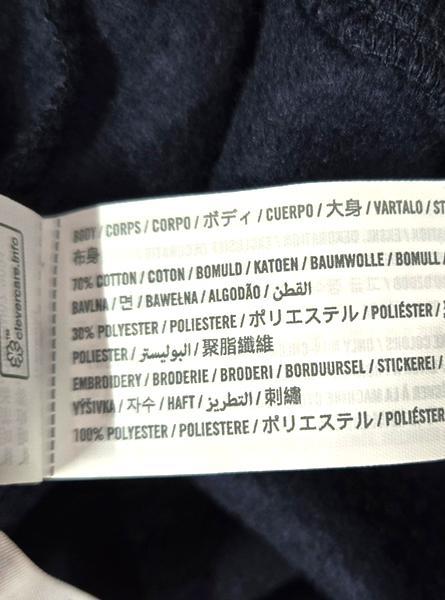 BODY / CORPS / CORPO / ボディ / CUERPO / 大身 / VARTALO / ST
布身
70% COTTON / COTON / BOMULD / KATOEN / BAUMWOLLE / BOMULL /
BAVLNA / 면 / BAWEŁNA / ALGODÃO / القطن /
30% POLYESTER / POLIESTERE / ポリエステル / POLIÉSTER /
POLIESTER / البوليستر / 聚脂纖維
EMBROIDERY / BRODERIE / BRODERI / BORDUURSEL / STICKEREI /
VÝŠIVKA / 자수 / HAFT / التطريز / 刺繡
100% POLYESTER / POLIESTERE / ポリエステル / POLIÉSTER
clevercare.info